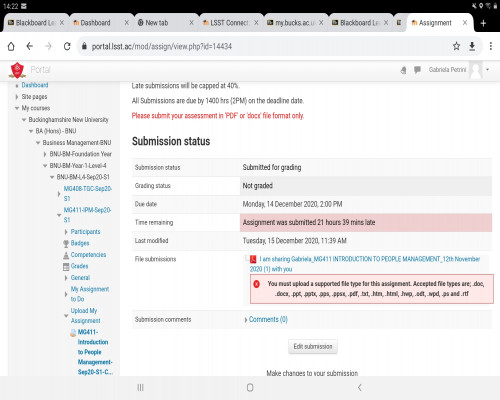 14:22
Blackboard Le
Dashboard
New tab
LSST Connect
my.bucks.ac.u
Blackboard Le
Assignment
portal.lsst.ac/mod/assign/view.php?id=14434
Portal
Gabriela Petrini
Dashboard
Site pages
My courses
Buckinghamshire New University
BA (Hons) - BNU
Business Management-BNU
BNU-BM-Foundation Year
BNU-BM-Year-1-Level-4
BNU-BM-L4-Sep20-S1
MG408-TGC-Sep20-
S1
MG411-IPM-Sep20-
S1
Participants
Badges
Competencies
Grades
General
My Assignment
to Do
Upload My
Assignment
MG411-
Introduction
to People
Management-
Sep20-S1-C...
Late submissions will be capped at 40%.
All Submissions are due by 1400 hrs (2PM) on the deadline date.
Please submit your assessment in 'PDF' or 'docx' file format only.
Submission status
Submission status Submitted for grading
Grading status Not graded
Due date Monday, 14 December 2020, 2:00 PM
Time remaining Assignment was submitted 21 hours 39 mins late
Last modified Tuesday, 15 December 2020, 11:39 AM
File submissions I am sharing Gabriela_MG411 INTRODUCTION TO PEOPLE MANAGEMENT_12th November
2020 (1) with you
You must upload a supported file type for this assignment. Accepted file types are; .doc,
.docx, .ppt, .pptx, .pps, .ppsx, .pdf, .txt, .htm, .html, .hwp, .odt, .wpd, .ps and .rtf
Submission comments Comments (0)
Edit submission
Make changes to your submission